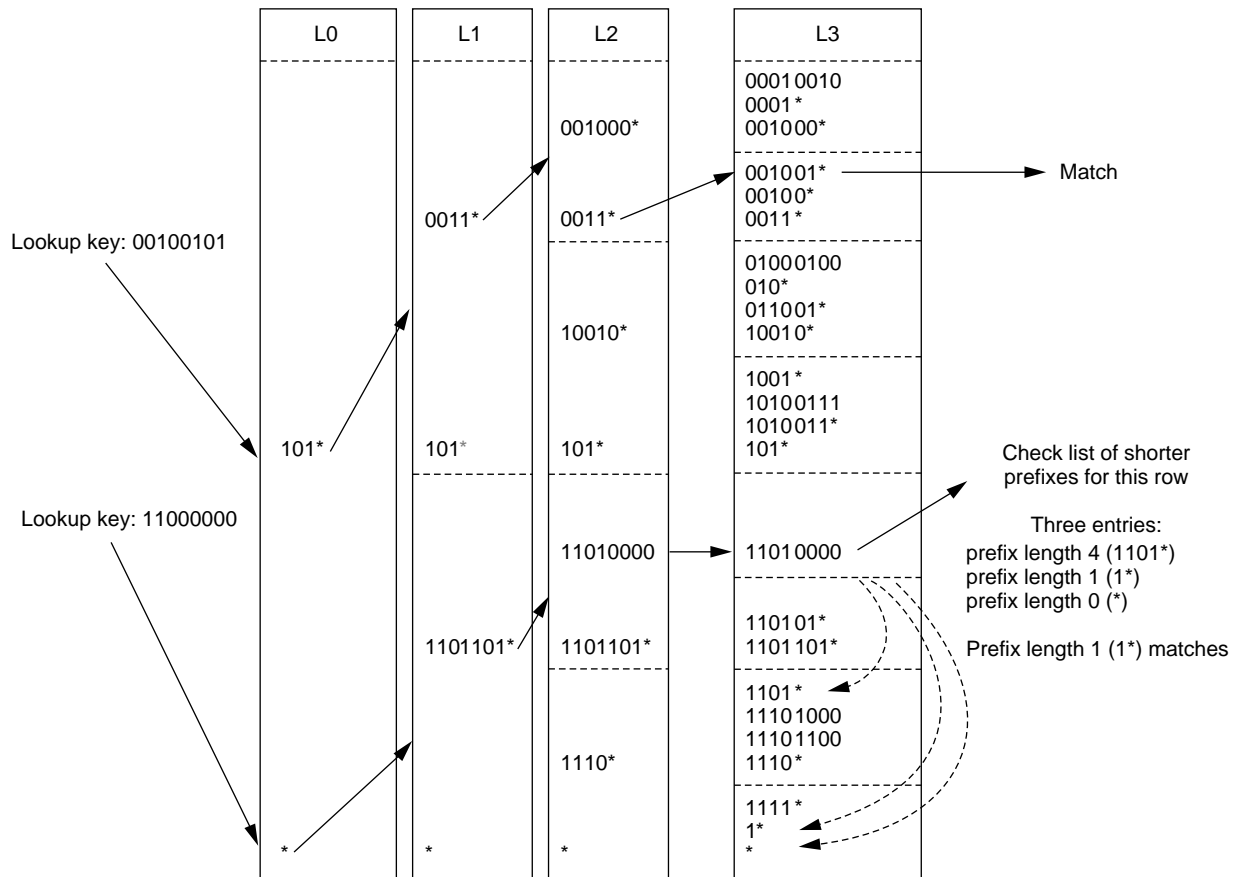 L0
L1
L2
L3
00010010
0001*
001000*
001000*
001001*
Match
00100*
0011*
0011*
0011*
Lookup key: 00100101
01000100
010*
011001*
10010*
10010*
1001*
10100111
1010011*
101*
101*
101*
101*
Check list of shorter
prefixes for this row
Lookup key: 11000000
Three entries:
11010000
11010000
prefix length 4 (1101*)
prefix length 1 (1*)
prefix length 0 (*)
110101*
1101101*
1101101*
1101101*
Prefix length 1 (1*) matches
1101*
11101000
11101100
1110*
1110*
1111*
1*
*
*
*
*